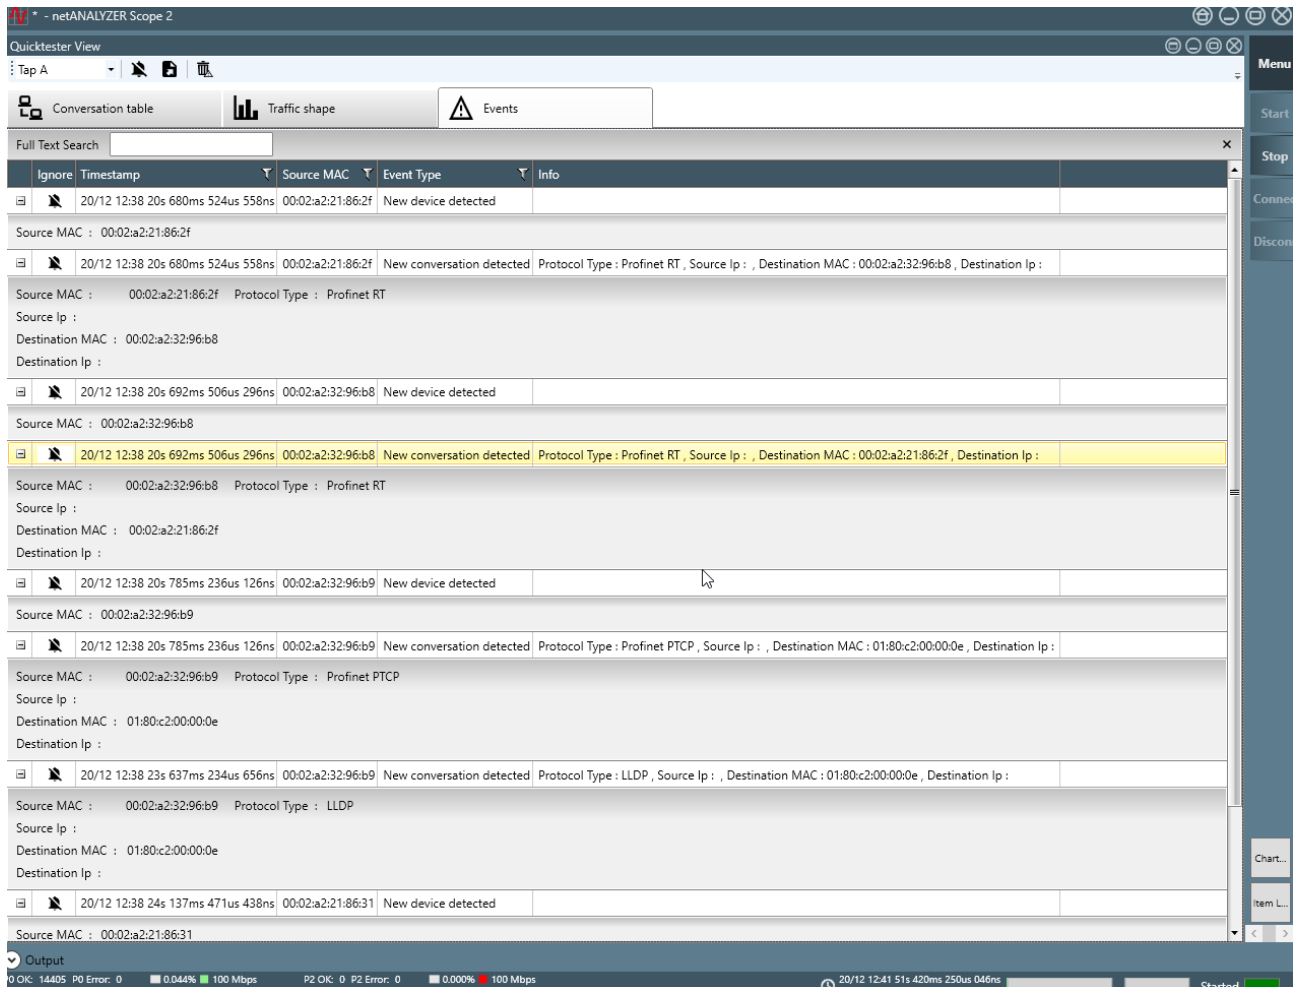 * - netANALYZER Scope 2
Quicktester View
Menu
Tap A
Conversation table
Traffic shape
Events
Start
Full Text Search
Stop
Ignore Timestamp Source MAC Event Type Info
20/12 12:38 20s 680ms 524us 558ns 00:02:a2:21:86:2f New device detected
Connec
Source MAC : 00:02:a2:21:86:2f
Discon
20/12 12:38 20s 680ms 524us 558ns 00:02:a2:21:86:2f New conversation detected Protocol Type : Profinet RT , Source Ip : , Destination MAC : 00:02:a2:32:96:b8 , Destination Ip :
Source MAC : 00:02:a2:21:86:2f Protocol Type : Profinet RT
Source Ip :
Destination MAC : 00:02:a2:32:96:b8
Destination Ip :
20/12 12:38 20s 692ms 506us 296ns 00:02:a2:32:96:b8 New device detected
Source MAC : 00:02:a2:32:96:b8
20/12 12:38 20s 692ms 506us 296ns 00:02:a2:32:96:b8 New conversation detected Protocol Type : Profinet RT , Source Ip : , Destination MAC : 00:02:a2:21:86:2f , Destination Ip :
Source MAC : 00:02:a2:32:96:b8 Protocol Type : Profinet RT
Source Ip :
Destination MAC : 00:02:a2:21:86:2f
Destination Ip :
20/12 12:38 20s 785ms 236us 126ns 00:02:a2:32:96:b9 New device detected
Source MAC : 00:02:a2:32:96:b9
20/12 12:38 20s 785ms 236us 126ns 00:02:a2:32:96:b9 New conversation detected Protocol Type : Profinet PTCP , Source Ip : , Destination MAC : 01:80:c2:00:00:0e , Destination Ip :
Source MAC : 00:02:a2:32:96:b9 Protocol Type : Profinet PTCP
Source Ip :
Destination MAC : 01:80:c2:00:00:0e
Destination Ip :
20/12 12:38 23s 637ms 234us 656ns 00:02:a2:32:96:b9 New conversation detected Protocol Type : LLDP , Source Ip : , Destination MAC : 01:80:c2:00:00:0e , Destination Ip :
Source MAC : 00:02:a2:32:96:b9 Protocol Type : LLDP
Source Ip :
Destination MAC : 01:80:c2:00:00:0e
Chart...
Destination Ip :
20/12 12:38 24s 137ms 471us 438ns 00:02:a2:21:86:31 New device detected
Item L...
Source MAC : 00:02:a2:21:86:31
Output
P0 OK: 14405 P0 Error: 0 0.044% 100 Mbps P2 OK: 0 P2 Error: 0 0.000% 100 Mbps 20/12 12:41 51s 420ms 250us 046ns Started